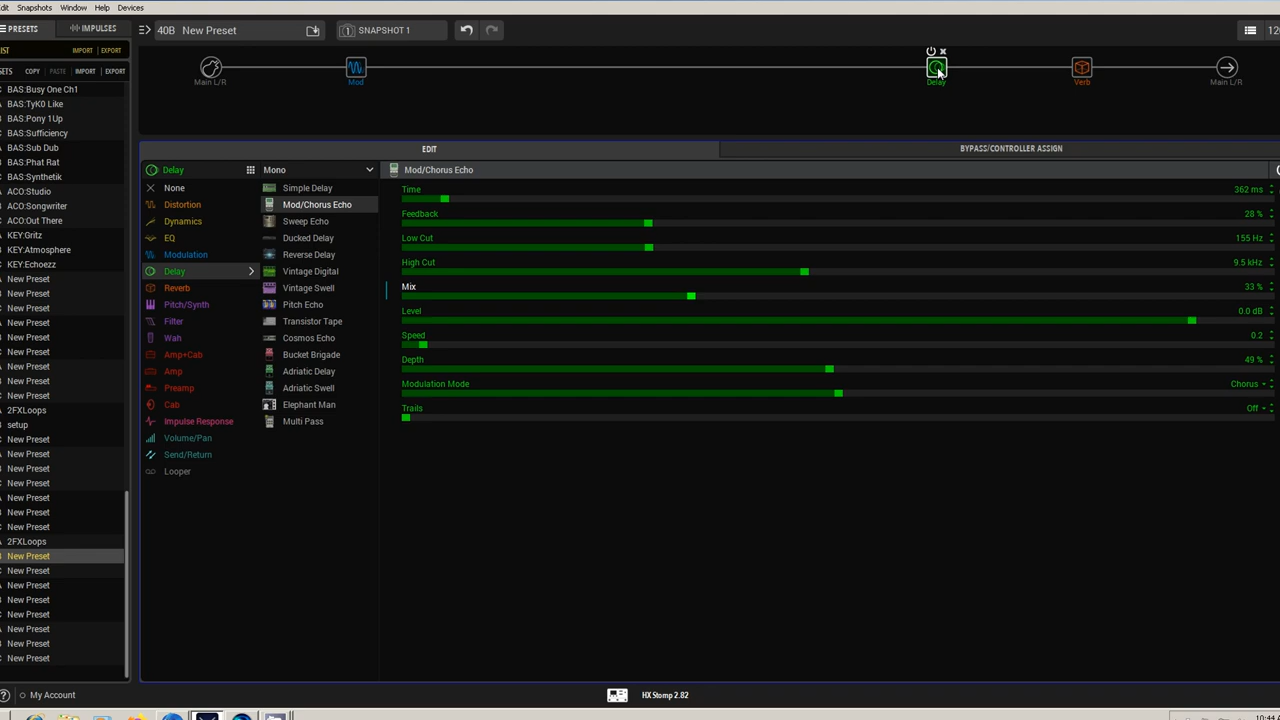 dit Snapshots Window Help Devices
PRESETS IMPULSES 40B New Preset 1 SNAPSHOT 1 120
IST IMPORT EXPORT
ETS COPY PASTE IMPORT EXPORT
Main L/R Mod Delay Verb Main L/R
BAS:Busy One Ch1
BAS:TyK0 Like
BAS:Pony 1Up
BAS:Sufficiency
BAS:Sub Dub
BAS:Phat Rat
BAS:Synthetik
ACO:Studio
ACO:Songwriter
ACO:Out There
KEY:Gritz
KEY:Atmosphere
KEY:Echoezz
New Preset
New Preset
New Preset
New Preset
New Preset
New Preset
New Preset
New Preset
New Preset
2FXLoops
setup
New Preset
New Preset
New Preset
New Preset
New Preset
New Preset
New Preset
2FXLoops
New Preset
New Preset
New Preset
New Preset
New Preset
New Preset
New Preset
New Preset
EDIT BYPASS/CONTROLLER ASSIGN
Delay Mono
None
Distortion
Dynamics
EQ
Modulation
Delay
Reverb
Pitch/Synth
Filter
Wah
Amp+Cab
Amp
Preamp
Cab
Impulse Response
Volume/Pan
Send/Return
Looper
Simple Delay
Mod/Chorus Echo
Sweep Echo
Ducked Delay
Reverse Delay
Vintage Digital
Vintage Swell
Pitch Echo
Transistor Tape
Cosmos Echo
Bucket Brigade
Adriatic Delay
Adriatic Swell
Elephant Man
Multi Pass
Mod/Chorus Echo
Time 362 ms
Feedback 28 %
Low Cut 155 Hz
High Cut 9.5 kHz
Mix 33 %
Level 0.0 dB
Speed 0.2
Depth 49 %
Modulation Mode Chorus
Trails Off
? My Account HX Stomp 2.82
10:44